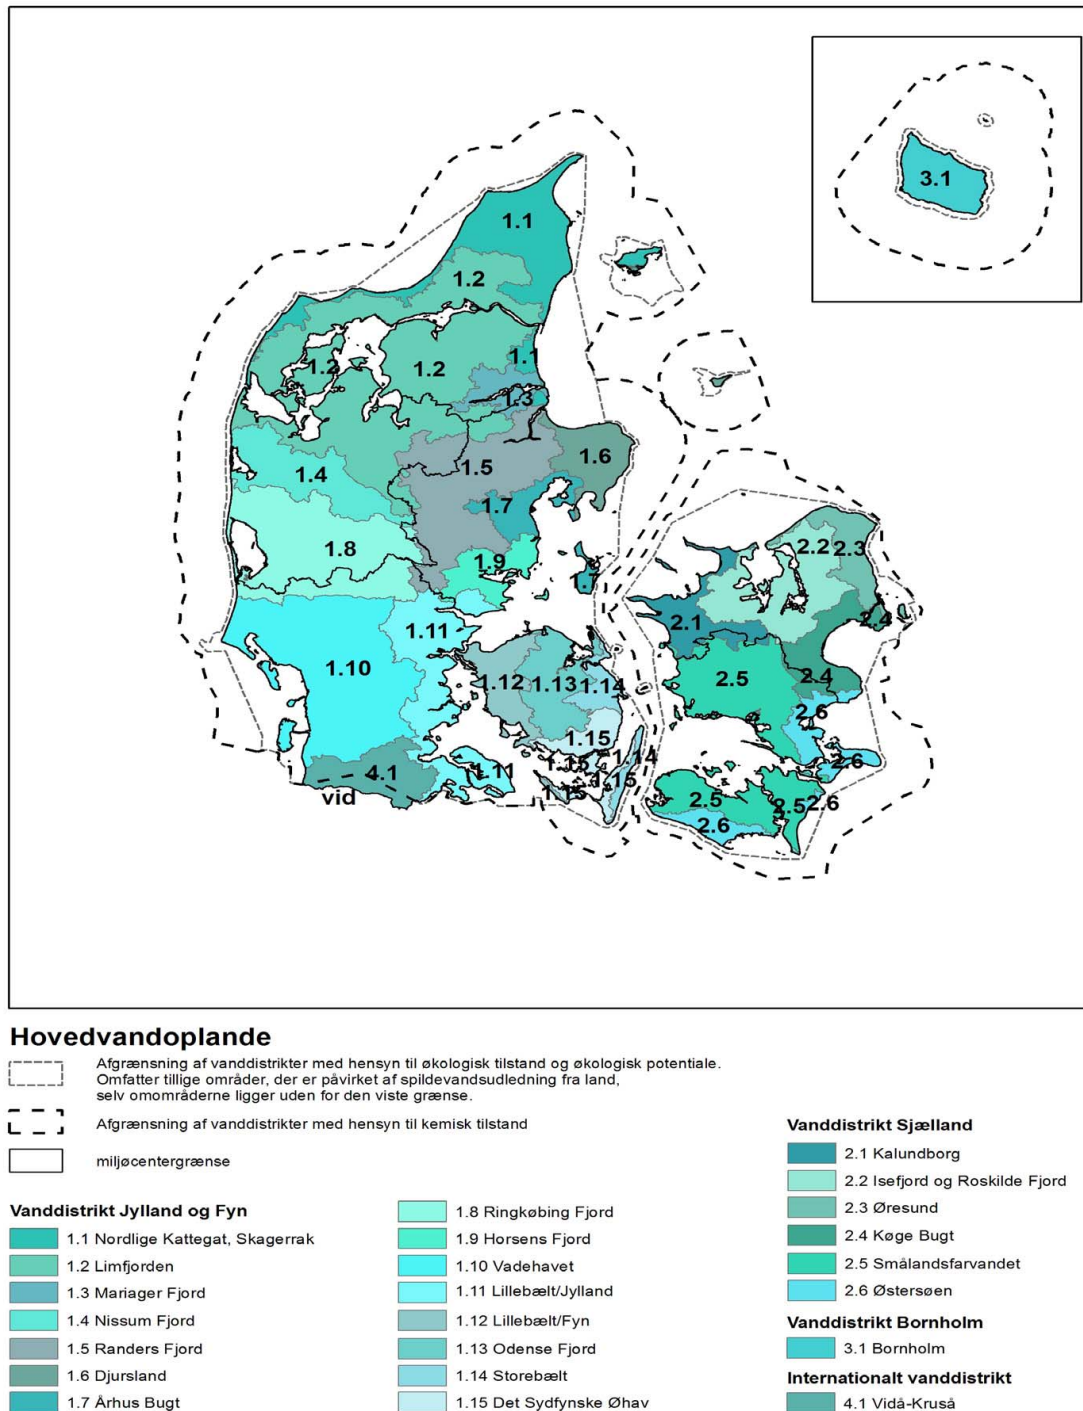 3.1
1.1
1.2
1.2
1.2
1.1
1.3
1.4
1.5
1.6
1.7
1.8
1.9
1.7
1.10
1.11
1.12
1.13
1.14
1.15
1.14
1.15
1.15
1.15
4.1
1.11
vid
2.2
2.3
2.1
2.4
2.4
2.5
2.6
2.6
2.5
2.5
2.6
2.6
Hovedvandoplande
Afgrænsning af vanddistrikter med hensyn til økologisk tilstand og økologisk potentiale.
Omfatter tillige områder, der er påvirket af spildevandsudledning fra land,
selv omområderne ligger uden for den viste grænse.
Afgrænsning af vanddistrikter med hensyn til kemisk tilstand
miljøcentergrænse
Vanddistrikt Jylland og Fyn
1.1 Nordlige Kattegat, Skagerrak
1.2 Limfjorden
1.3 Mariager Fjord
1.4 Nissum Fjord
1.5 Randers Fjord
1.6 Djursland
1.7 Århus Bugt
1.8 Ringkøbing Fjord
1.9 Horsens Fjord
1.10 Vadehavet
1.11 Lillebælt/Jylland
1.12 Lillebælt/Fyn
1.13 Odense Fjord
1.14 Storebælt
1.15 Det Sydfynske Øhav
Vanddistrikt Sjælland
2.1 Kalundborg
2.2 Isefjord og Roskilde Fjord
2.3 Øresund
2.4 Køge Bugt
2.5 Smålandsfarvandet
2.6 Østersøen
Vanddistrikt Bornholm
3.1 Bornholm
Internationalt vanddistrikt
4.1 Vidå-Kruså